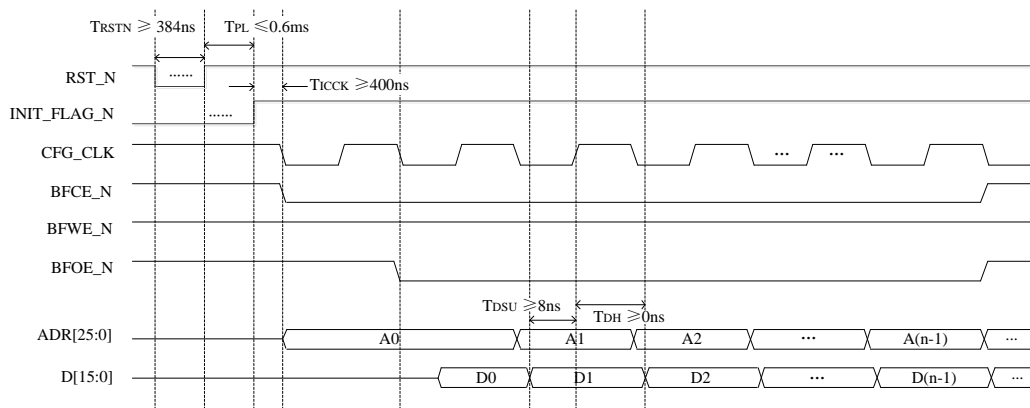 TRSTN ≥ 384ns TPL ≤0.6ms
RST_N ...... TICCK ≥400ns
INIT_FLAG_N ......
CFG_CLK ... ...
BFCE_N
BFWE_N
BFOE_N
TDSU ≥8ns TDH ≥0ns
ADR[25:0] A0 A1 A2 ... A(n-1) ...
D[15:0] D0 D1 D2 ... D(n-1) ...